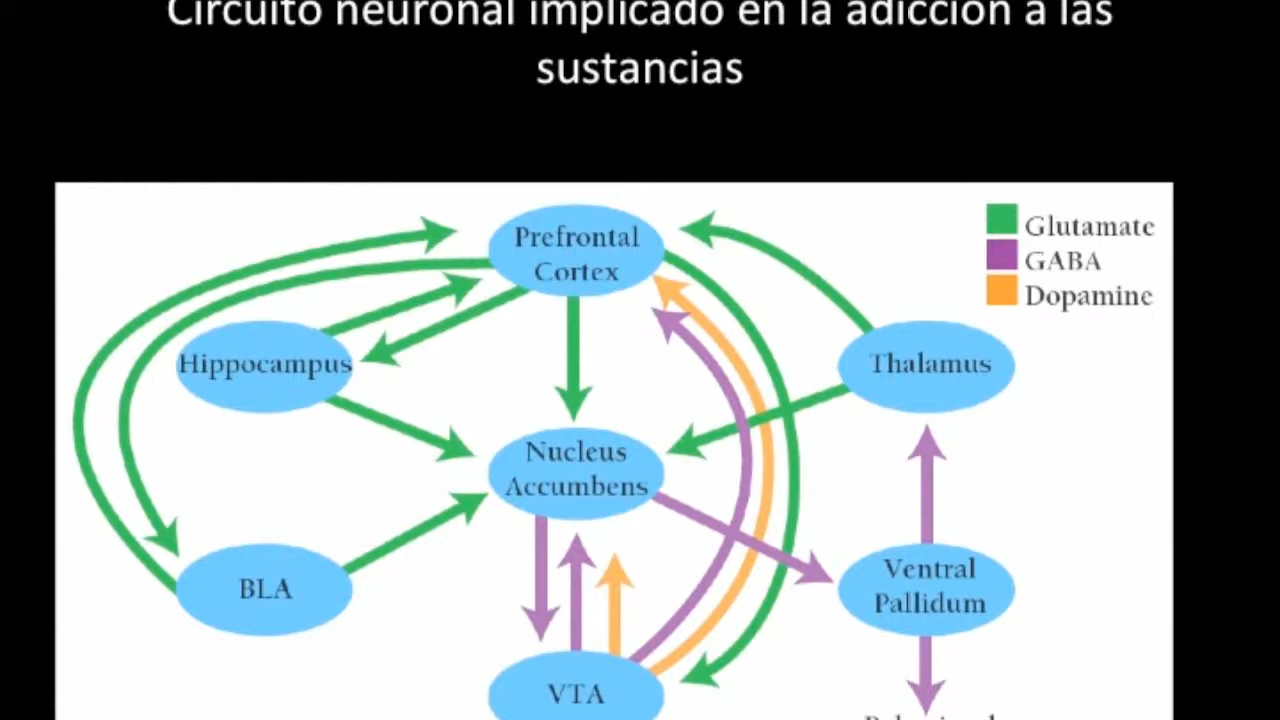 Circuito neuronal implicado en la adicción a las
sustancias
Prefrontal
Cortex
Glutamate
GABA
Dopamine
Hippocampus
Thalamus
Nucleus
Accumbens
BLA
Ventral
Pallidum
VTA